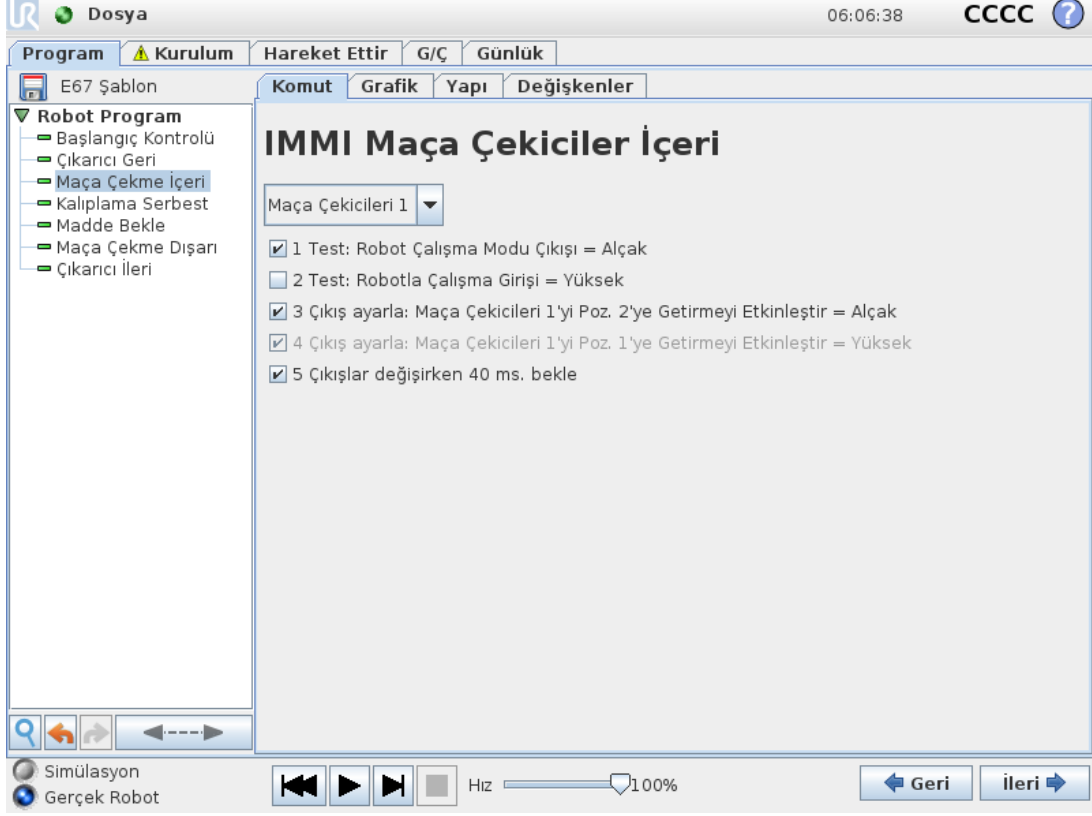 UR Dosya 06:06:38 CCCC ?
Program Kurulum Hareket Ettir G/Ç Günlük
E67 Şablon
Komut Grafik Yapı Değişkenler
Robot Program
Başlangıç Kontrolü
Çıkarıcı Geri
Maça Çekme İçeri
Kalıplama Serbest
Madde Bekle
Maça Çekme Dışarı
Çıkarıcı İleri
IMMI Maça Çekiciler İçeri
Maça Çekicileri 1
1 Test: Robot Çalışma Modu Çıkışı = Alçak
2 Test: Robotla Çalışma Girişi = Yüksek
3 Çıkış ayarla: Maça Çekicileri 1'yi Poz. 2'ye Getirmeyi Etkinleştir = Alçak
4 Çıkış ayarla: Maça Çekicileri 1'yi Poz. 1'ye Getirmeyi Etkinleştir = Yüksek
5 Çıkışlar değişirken 40 ms. bekle
Simülasyon
Gerçek Robot
Hız 100%
Geri İleri